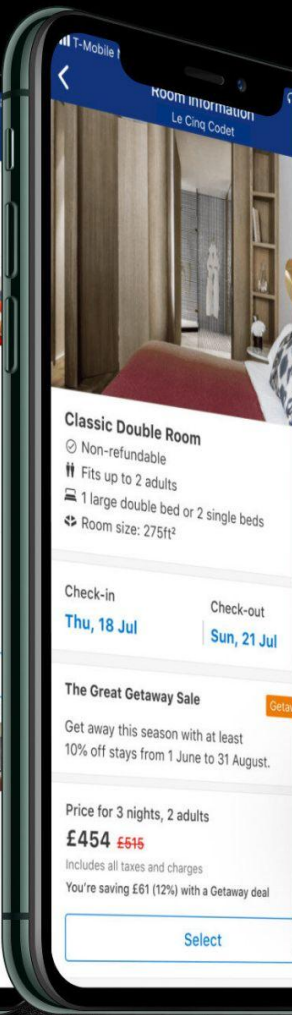 T-Mobile
Room Information
Le Cinq Codet
Classic Double Room
Non-refundable
Fits up to 2 adults
1 large double bed or 2 single beds
Room size: 275ft²
Check-in
Check-out
Thu, 18 Jul
Sun, 21 Jul
The Great Getaway Sale
Get away this season with at least
10% off stays from 1 June to 31 August.
Price for 3 nights, 2 adults
£454 £515
Includes all taxes and charges
You're saving £61 (12%) with a Getaway deal
Select